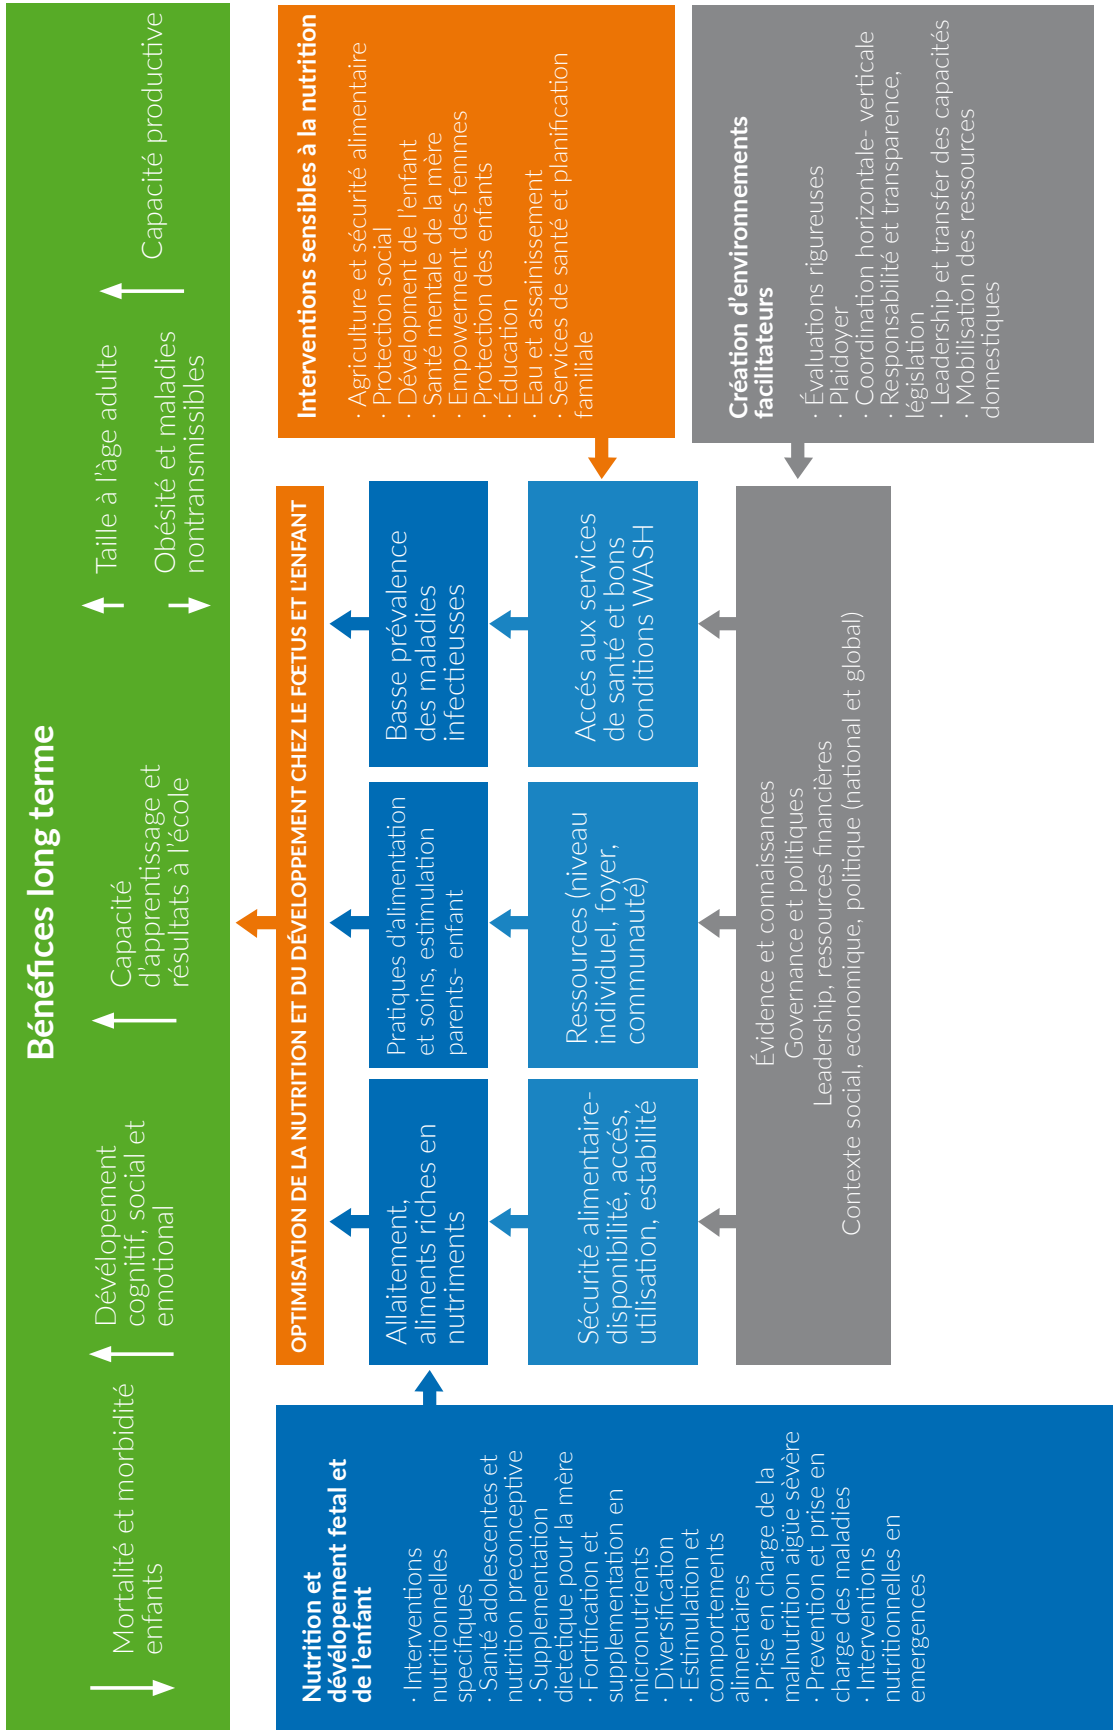 Bénéfices long terme
Mortalité et morbidité
enfants
Dévélopement
cognitif, social et
emotional
Capacité
d'apprentissage et
résultats à l'école
Taille à l'âge adulte
Obésité et maladies
nontransmissibles
Capacité productive
Nutrition et
dévélopement fetal et
de l'enfant
· Interventions
nutritionnelles
specifiques
· Santé adolescentes et
nutrition preconceptive
· Supplementation
dietetique pour la mère
· Fortification et
supplementation en
micronutrients
· Diversification
· Estimulation et
comportements
alimentaires
· Prise en charge de la
malnutrition aigüe sèvère
· Prevention et prise en
charge des maladies
· Interventions
nutritionnelles en
emergences
OPTIMISATION DE LA NUTRITION ET DU DÉVELOPPEMENT CHEZ LE FŒTUS ET L'ENFANT
Allaitement,
aliments riches en
nutriments
Pratiques d'alimentation
et soins, estimulation
parents- enfant
Basse prévalence
des maladies
infectieusses
Sécurité alimentaire-
disponibilité, accés,
utilisation, estabilité
Ressources (niveau
individuel, foyer,
communauté)
Accés aux services
de santé et bons
conditions WASH
Évidence et connaissances
Governance et politiques
Leadership, ressources financières
Contexte social, economique, politique (national et global)
Interventions sensibles à la nutrition
· Agriculture et sécurité alimentaire
· Protection social
· Dévélopment de l'enfant
· Santé mentale de la mère
· Empowerment des femmes
· Protection des enfants
· Éducation
· Eau et assainissement
· Services de santé et planification
familiale
Création d'environnements
facilitateurs
· Évaluations rigureuses
· Plaidoyer
· Coordination horizontale- verticale
· Responsabilité et transparence,
législation
· Leadership et transfer des capacités
· Mobilisation des ressources
domestiques